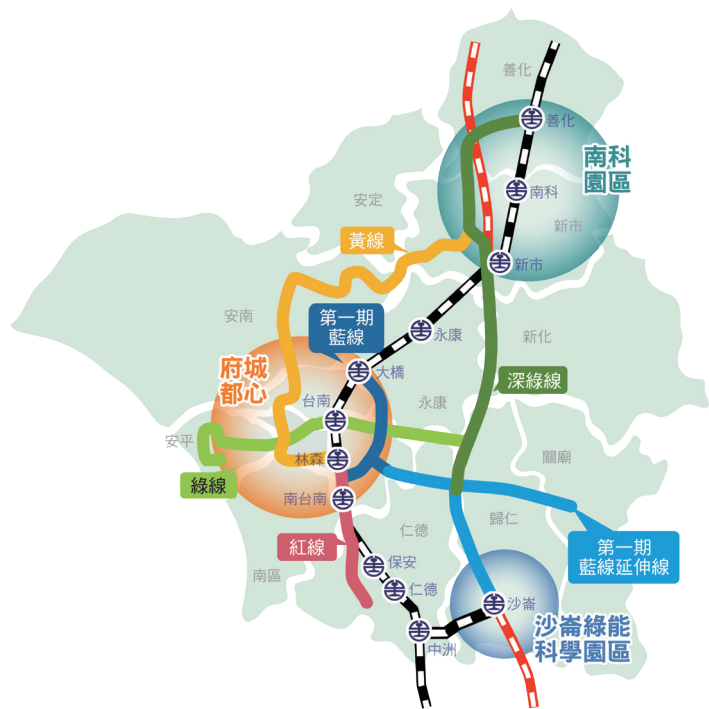 善化
善化
南科
園區
南科
安定
新市
黃線
新市
安南
第一期
藍線
永康
新化
府城
都心
大橋
深綠線
台南
永康
安平
林森
關廟
綠線
南台南
歸仁
仁德
紅線
第一期
藍線延伸線
保安
南區
仁德
沙崙
沙崙綠能
科學園區
中洲